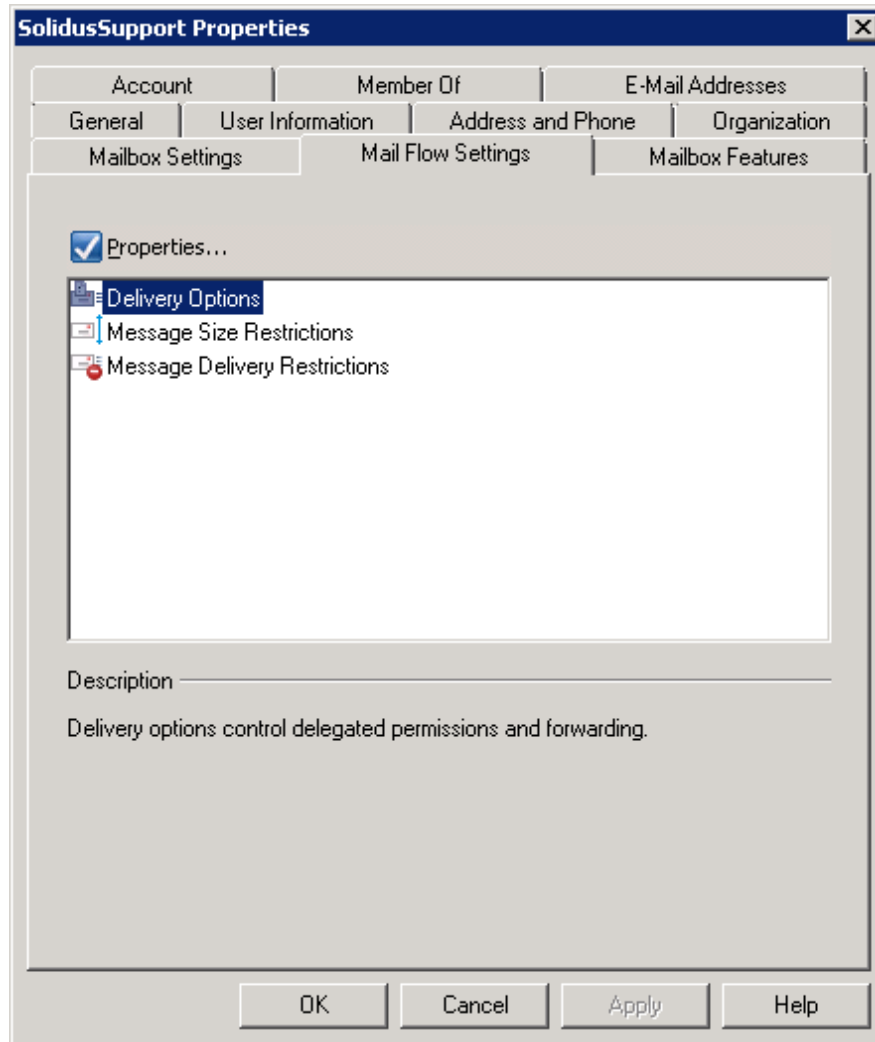 SolidusSupport Properties
Account Member Of E-Mail Addresses
General User Information Address and Phone Organization
Mailbox Settings Mail Flow Settings Mailbox Features
Properties...
Delivery Options
Message Size Restrictions
Message Delivery Restrictions
Description
Delivery options control delegated permissions and forwarding.
OK Cancel Apply Help